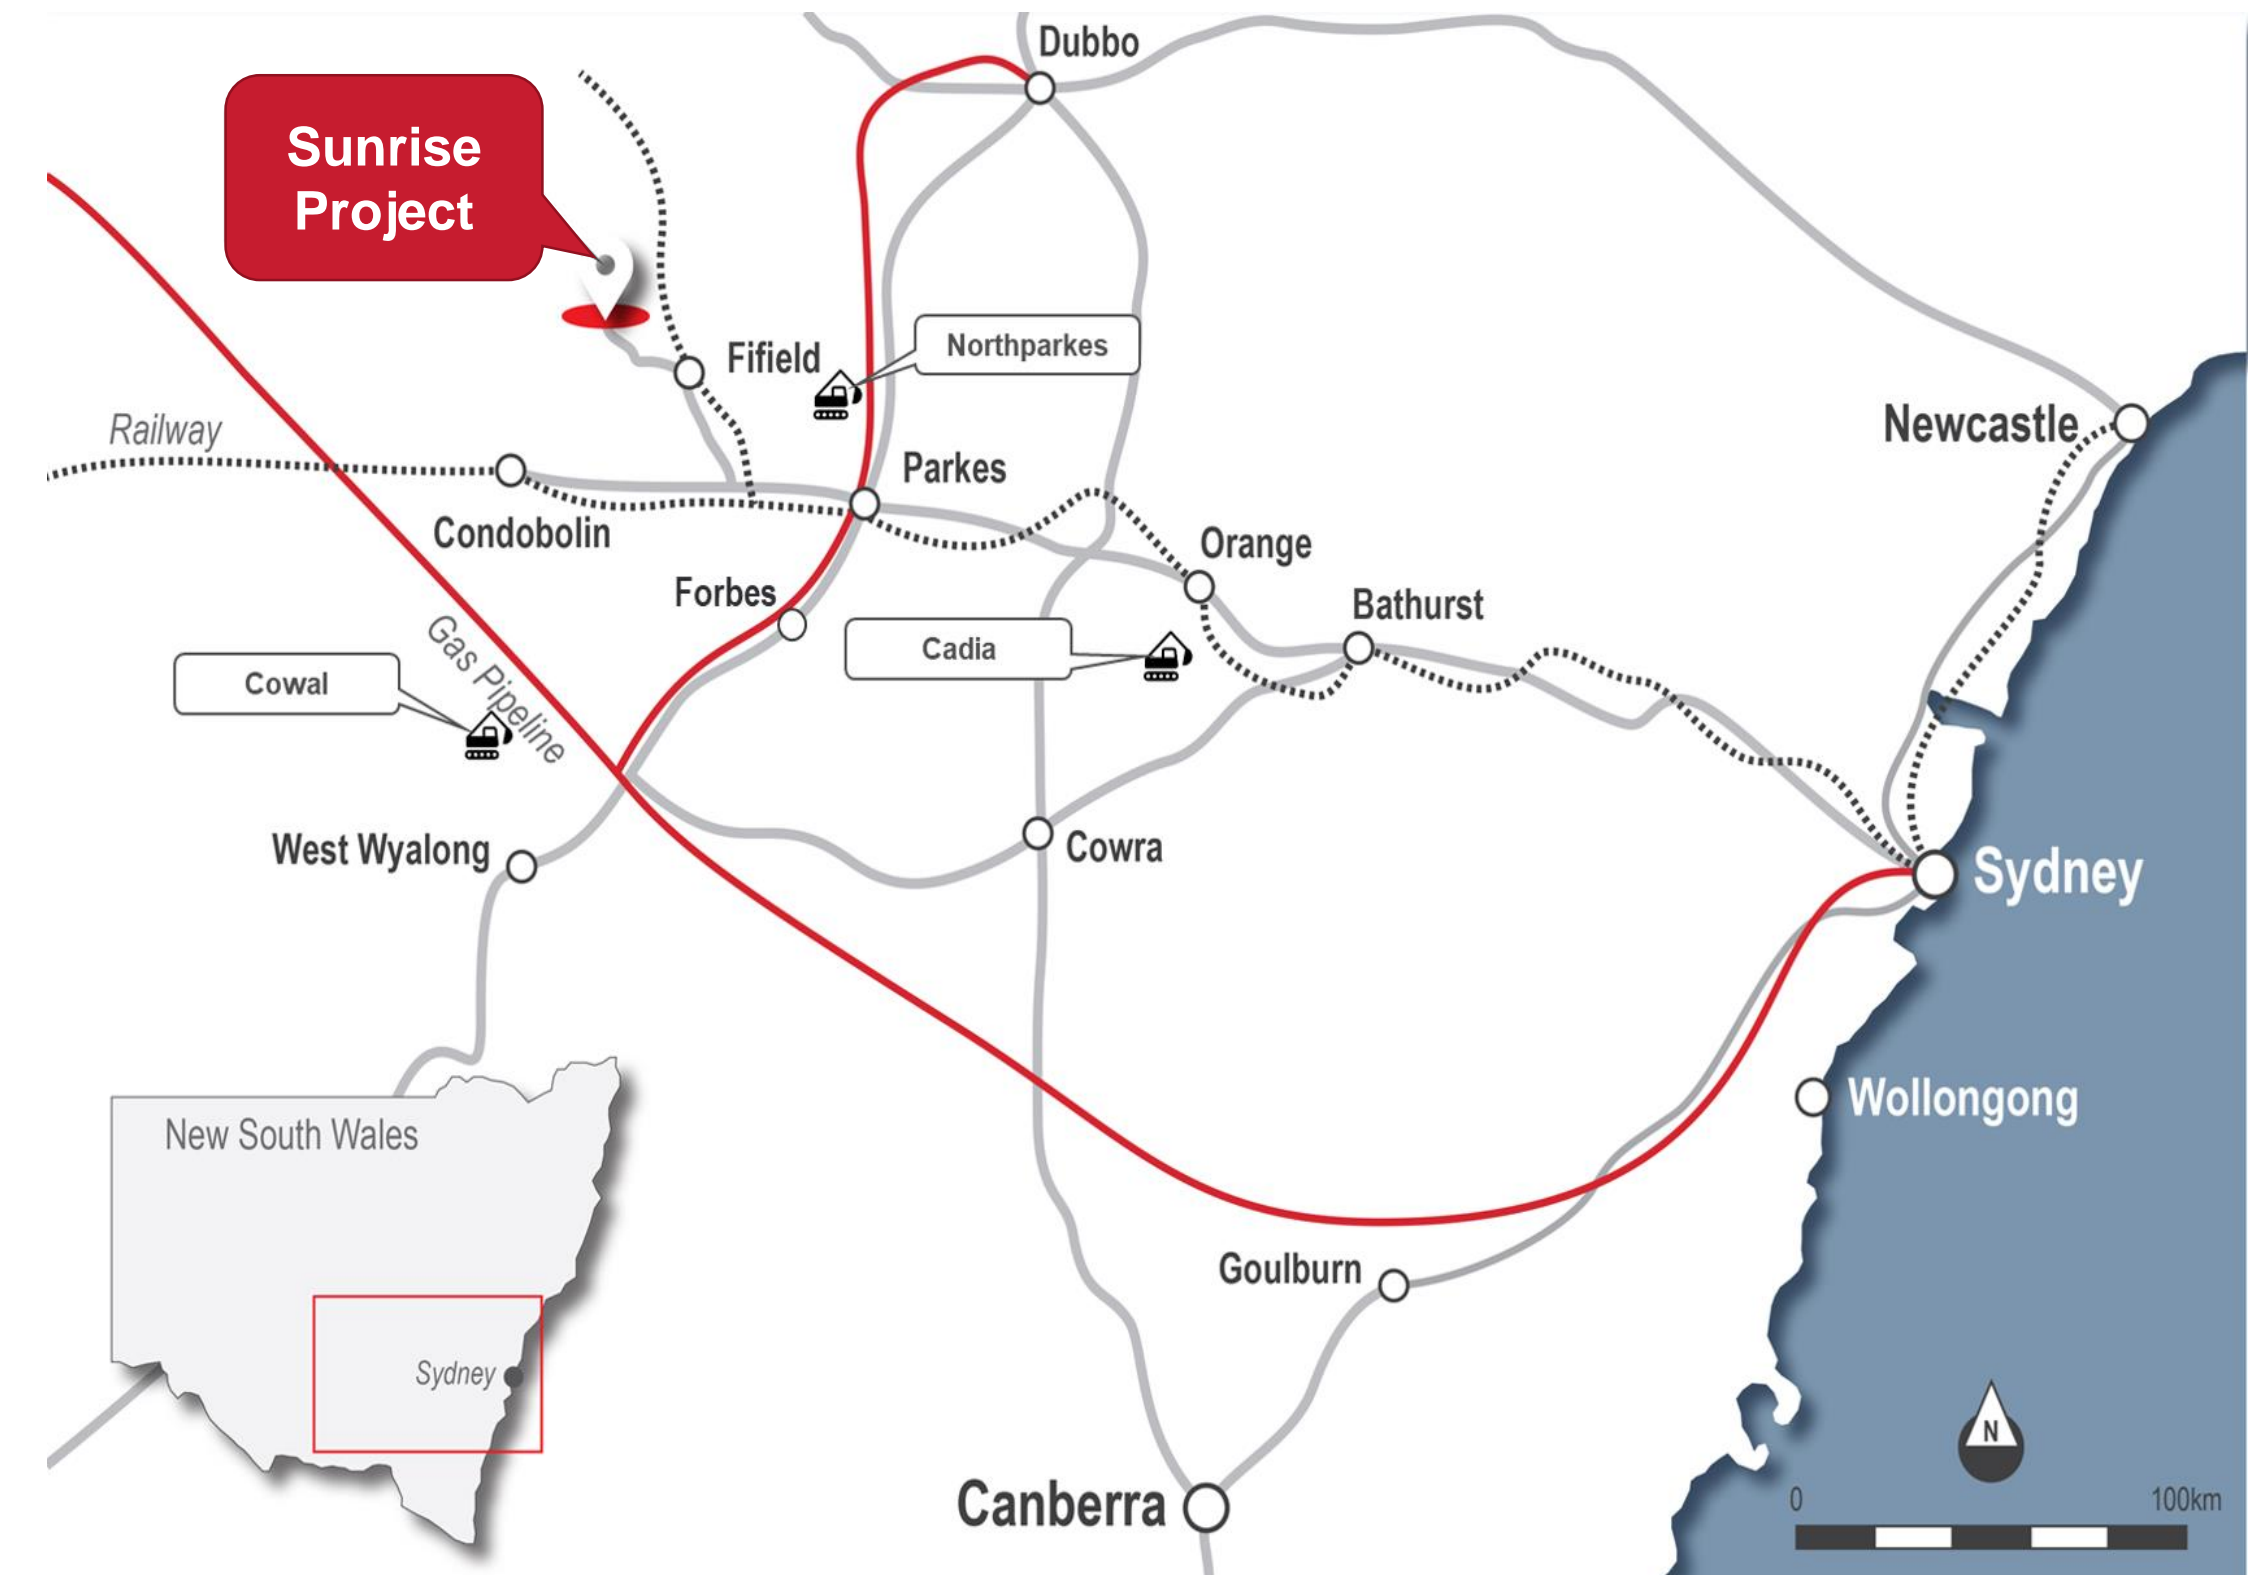 Dubbo
Sunrise
Project
Fifield
Northparkes
Railway
Newcastle
Parkes
Condobolin
Orange
Forbes
Bathurst
Gas Pipeline
Cadia
Cowal
West Wyalong
Cowra
Sydney
Wollongong
New South Wales
Goulburn
Sydney
N
Canberra
0
100km